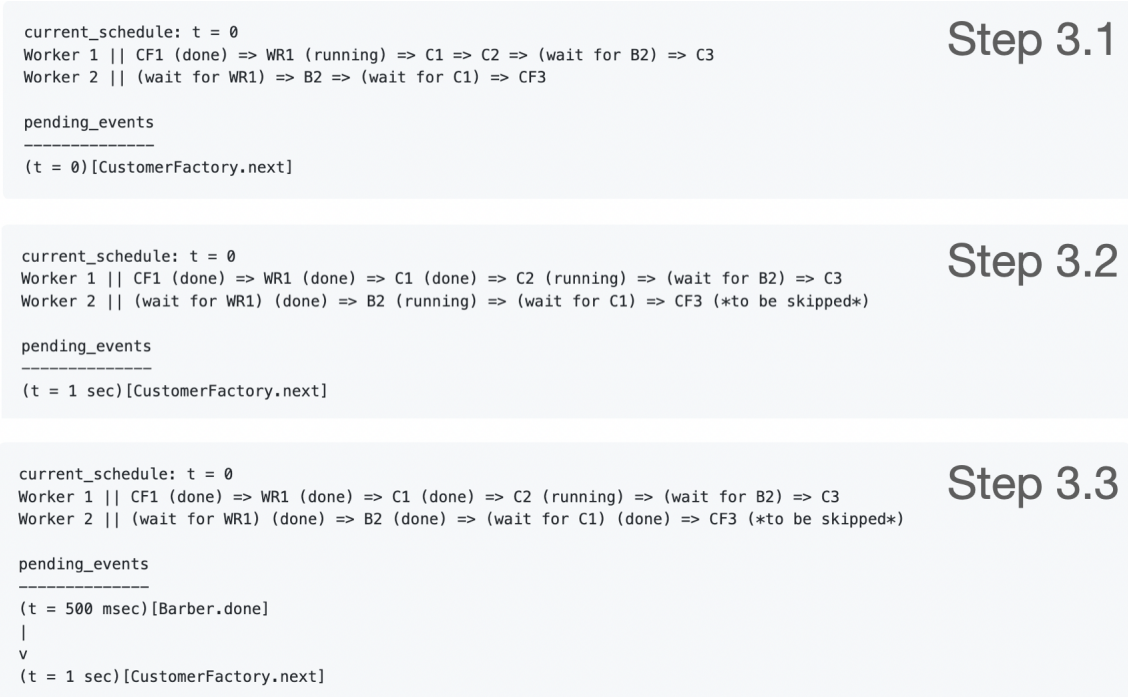 Step 3.1
current_schedule: t = 0
Worker 1 || CF1 (done) => WR1 (running) => C1 => C2 => (wait for B2) => C3
Worker 2 || (wait for WR1) => B2 => (wait for C1) => CF3
pending_events
--------------
(t = 0)[CustomerFactory.next]
Step 3.2
current_schedule: t = 0
Worker 1 || CF1 (done) => WR1 (done) => C1 (done) => C2 (running) => (wait for B2) => C3
Worker 2 || (wait for WR1) (done) => B2 (running) => (wait for C1) => CF3 (*to be skipped*)
pending_events
--------------
(t = 1 sec)[CustomerFactory.next]
Step 3.3
current_schedule: t = 0
Worker 1 || CF1 (done) => WR1 (done) => C1 (done) => C2 (running) => (wait for B2) => C3
Worker 2 || (wait for WR1) (done) => B2 (done) => (wait for C1) (done) => CF3 (*to be skipped*)
pending_events
--------------
(t = 500 msec)[Barber.done]
|
v
(t = 1 sec)[CustomerFactory.next]